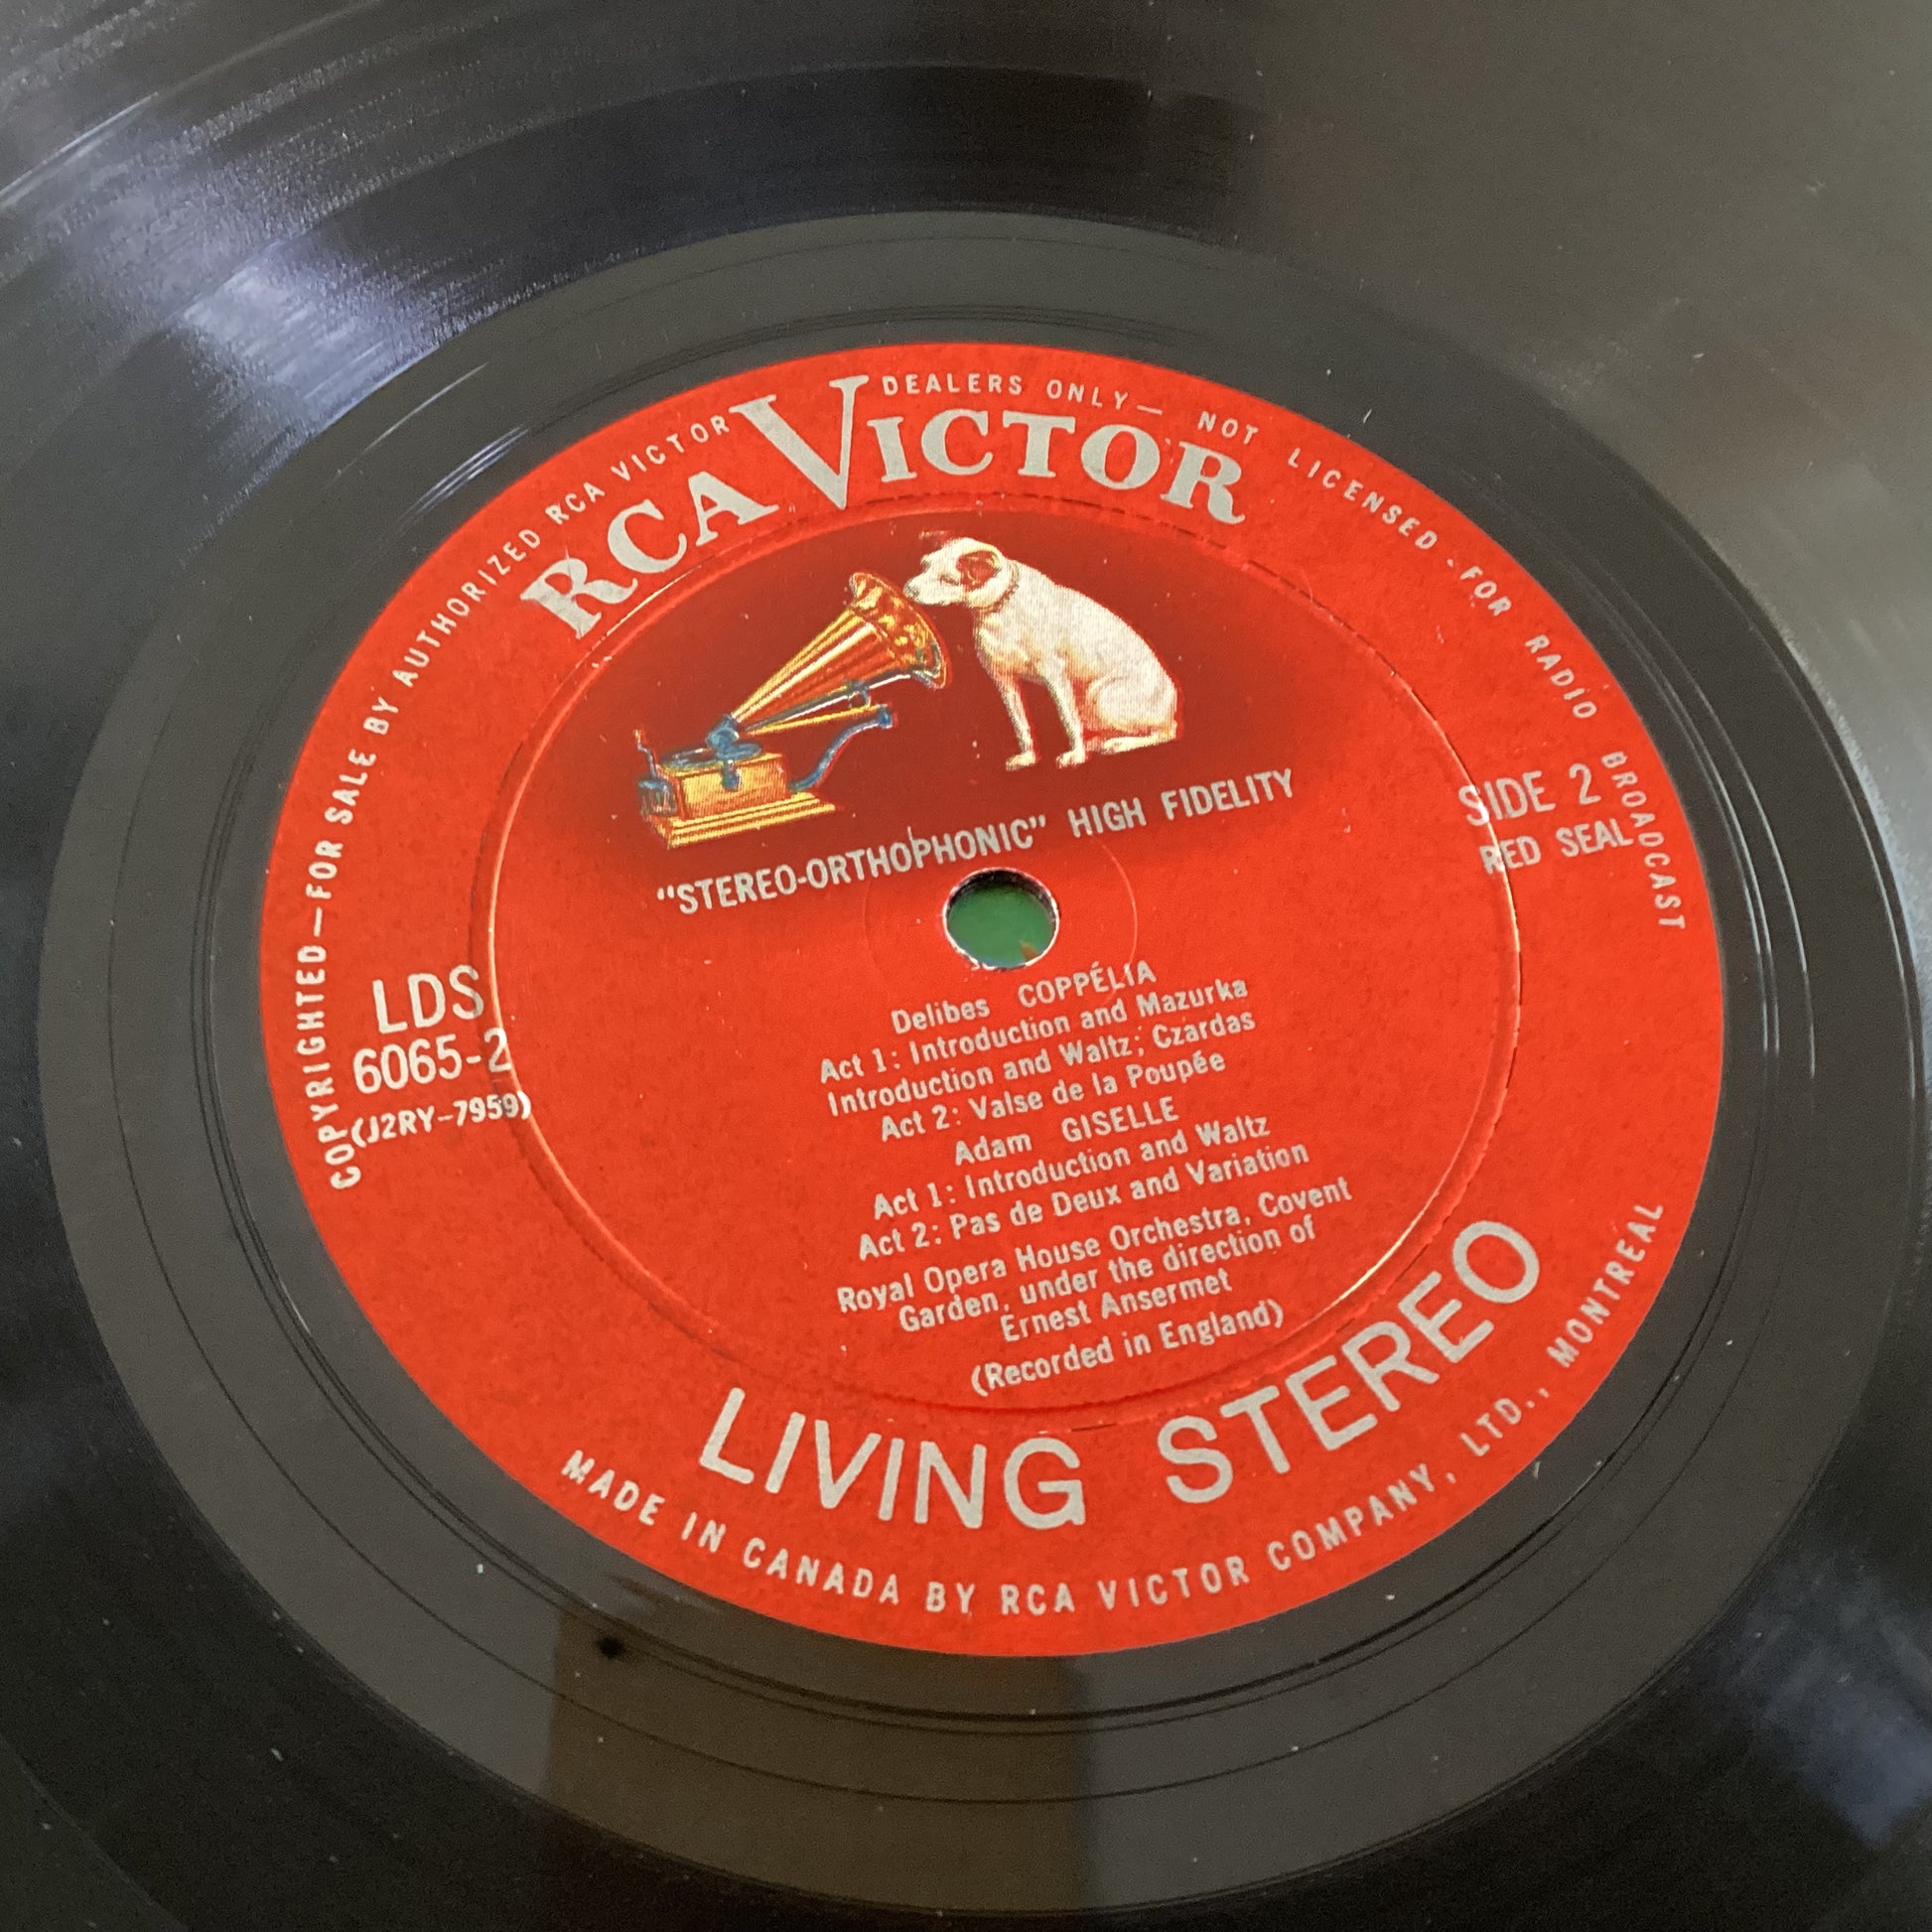 COPYRIGHTED—FOR SALE BY AUTHORIZED RCA VICTOR DEALERS ONLY— NOT LICENSED FOR RADIO BROADCAST
RCA VICTOR
"STEREO-ORTHOPHONIC" HIGH FIDELITY
SIDE 2
RED SEAL
LDS
6065-2
(J2RY-7959)
Delibes COPPÉLIA
Act 1: Introduction and Mazurka
Introduction and Waltz; Czardas
Act 2: Valse de la Poupée
Adam GISELLE
Act 1: Introduction and Waltz
Act 2: Pas de Deux and Variation
Royal Opera House Orchestra, Covent
Garden, under the direction of
Ernest Ansermet
(Recorded in England)
LIVING STEREO
MADE IN CANADA BY RCA VICTOR COMPANY, LTD., MONTREAL